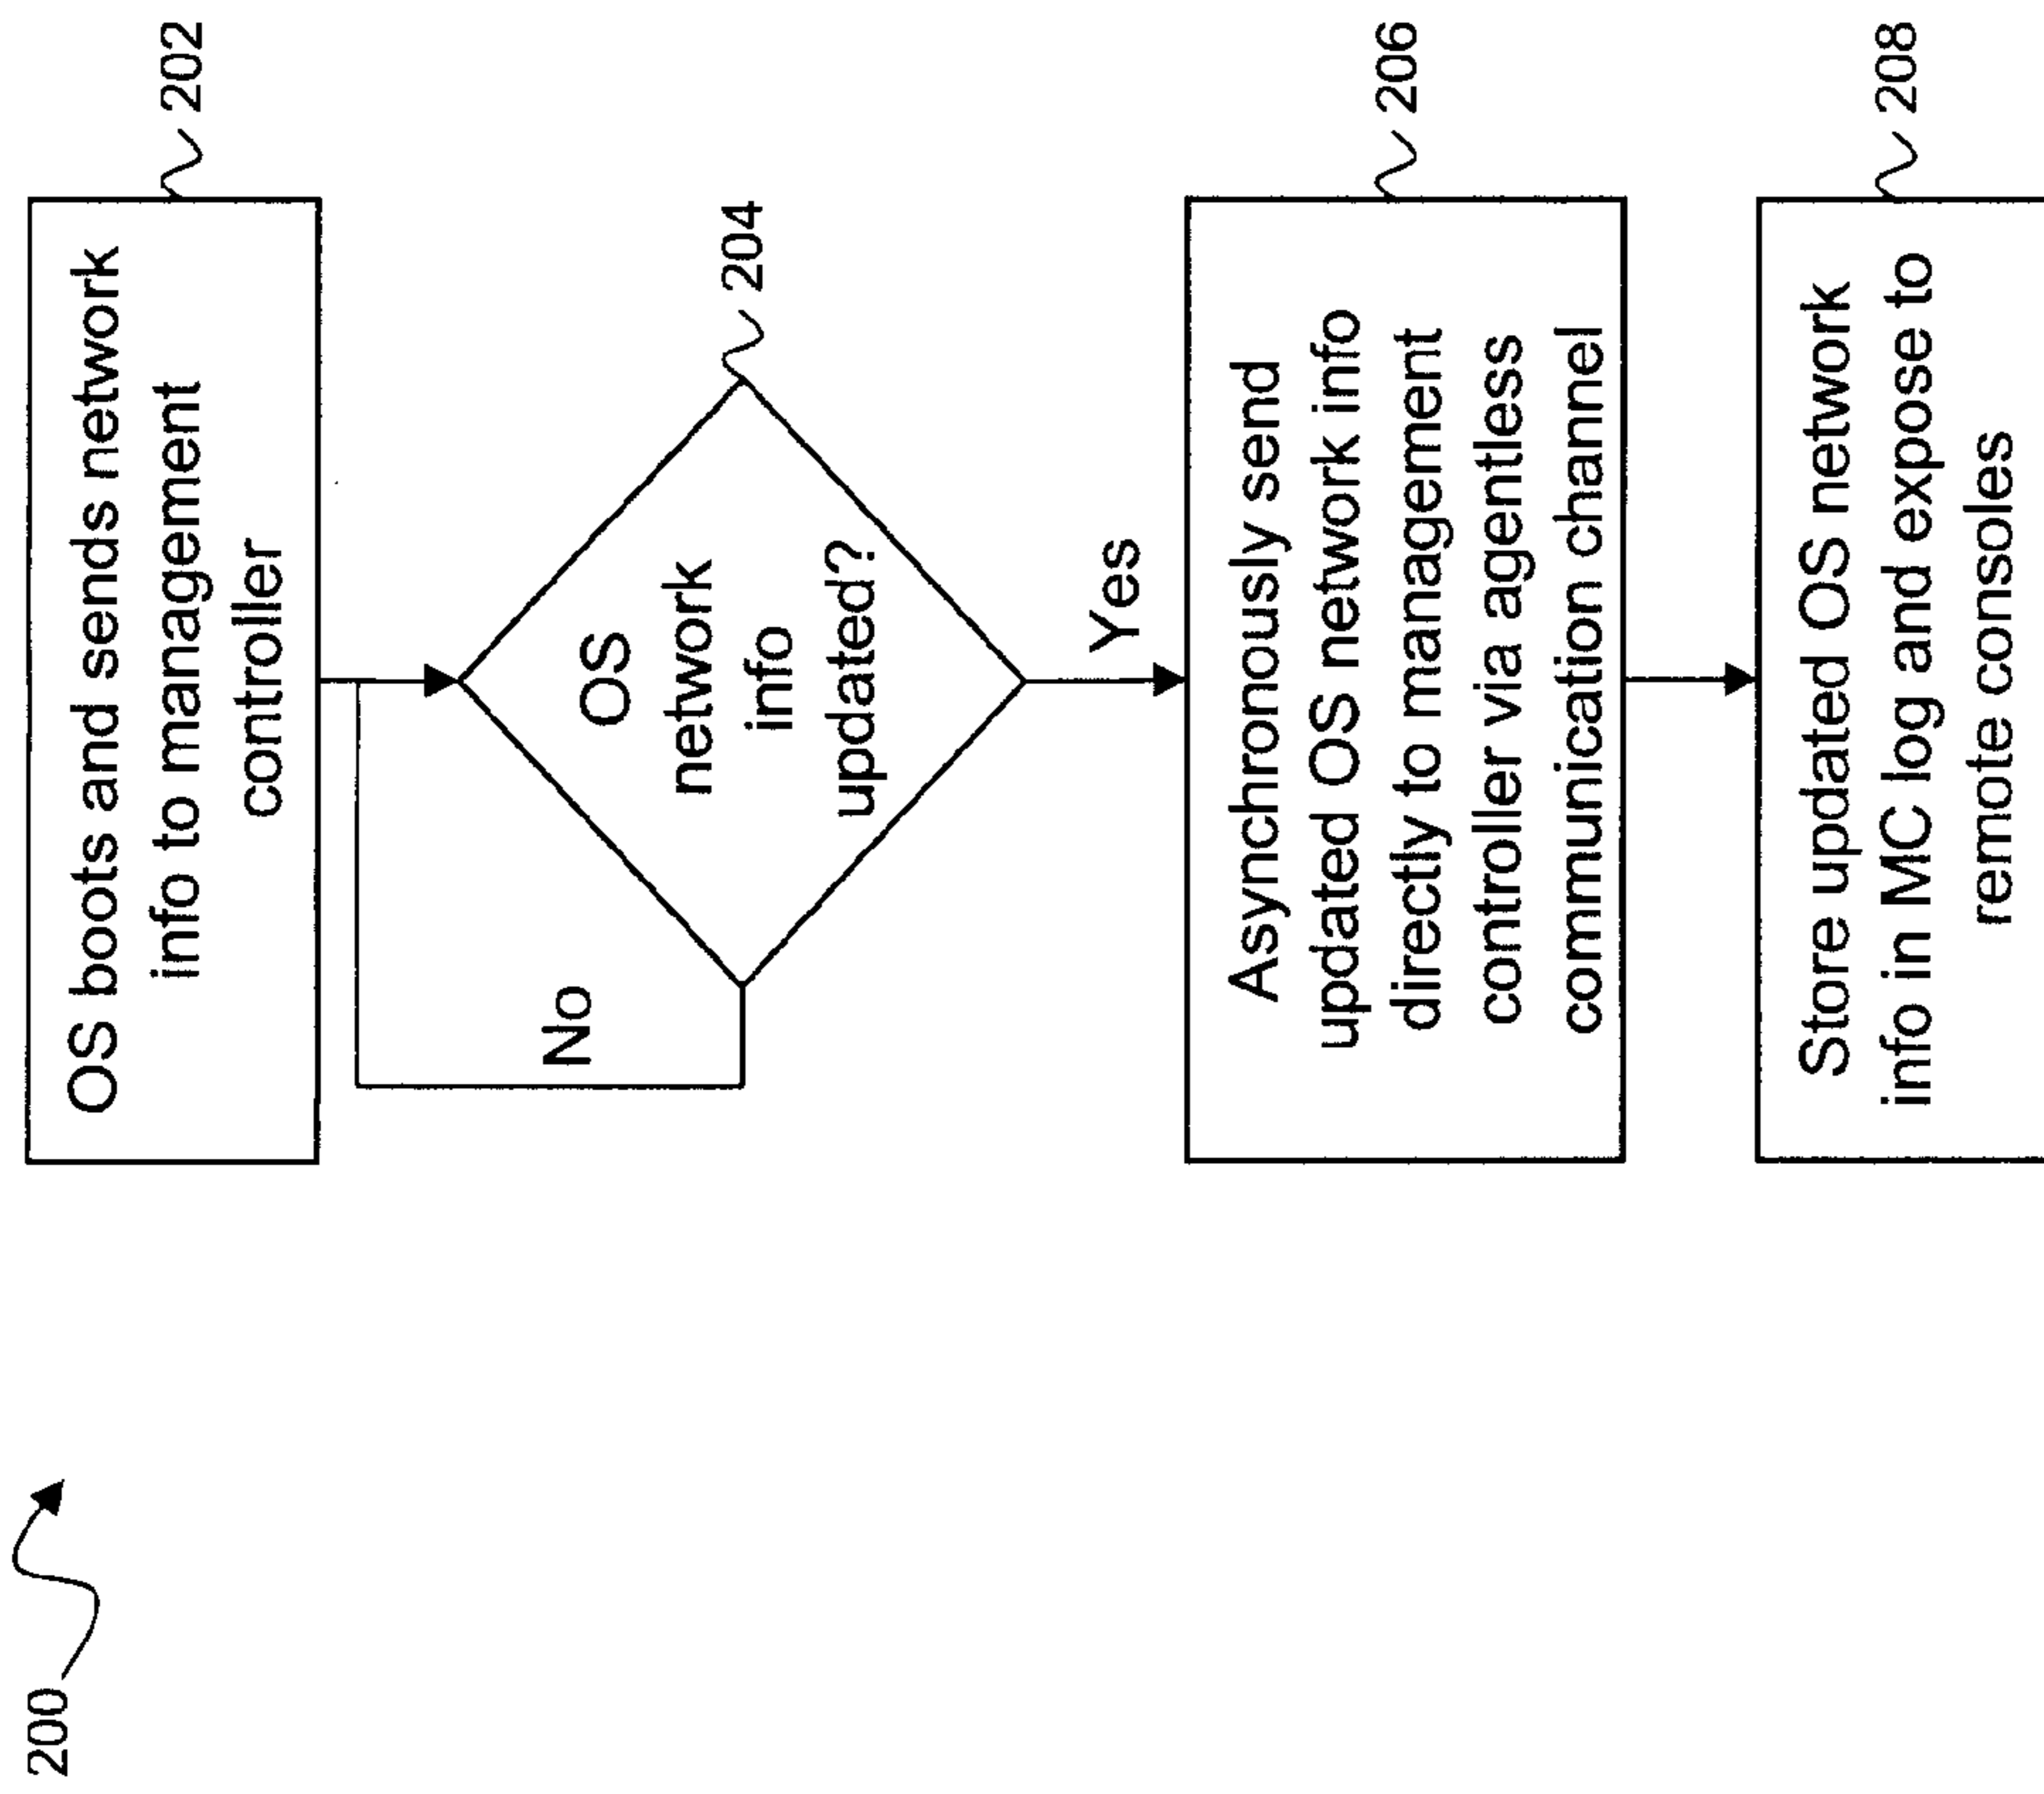 200
OS boots and sends network
info to management
controller
202
OS
network
info
updated?
204
No
Yes
Asynchronously send
updated OS network info
directly to management
controller via agentless
communication channel
206
Store updated OS network
info in MC log and expose to
remote consoles
208